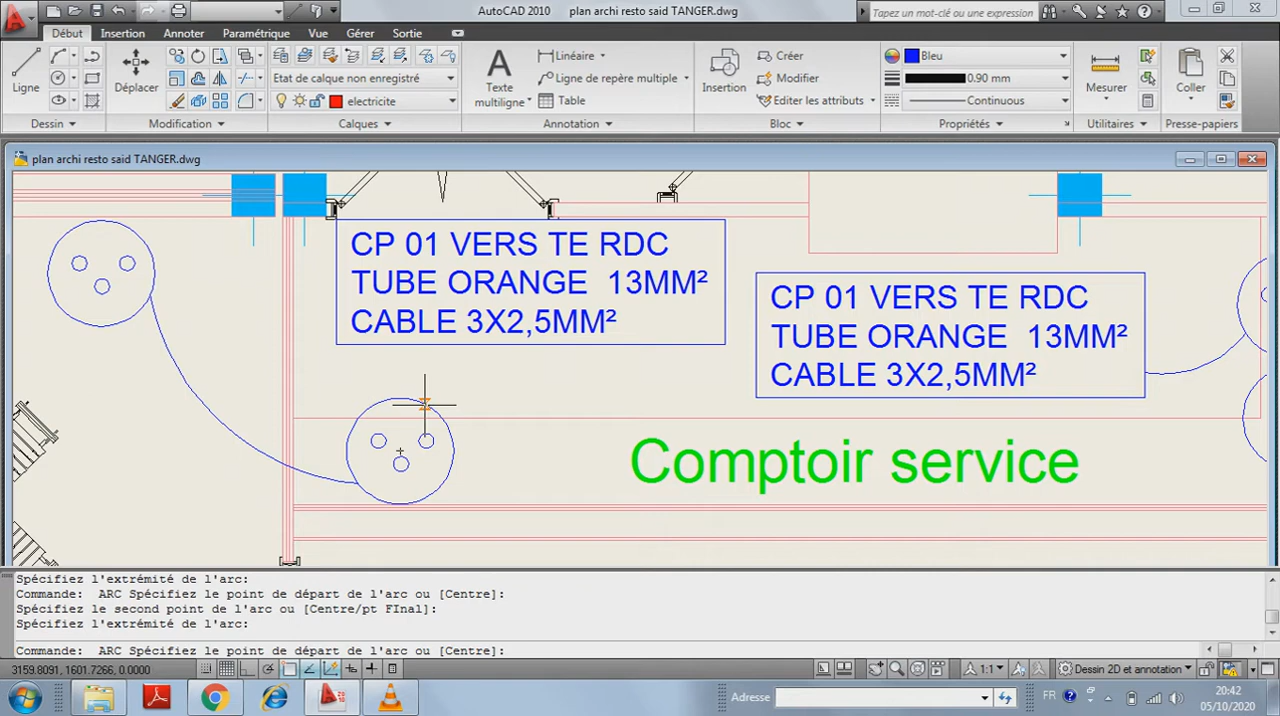 AutoCAD 2010 plan archi resto said TANGER.dwg
Tapez un mot-clé ou une expression
Début Insertion Annoter Paramétrique Vue Gérer Sortie
Ligne
Déplacer
Etat de calque non enregistré
electricite
Texte
multiligne
Linéaire
Ligne de repère multiple
Table
Insertion
Créer
Modifier
Editer les attributs
Bleu
0.90 mm
Continuous
Mesurer
Coller
Dessin Modification Calques Annotation Bloc Propriétés Utilitaires Presse-papiers
plan archi resto said TANGER.dwg
CP 01 VERS TE RDC
TUBE ORANGE 13MM²
CABLE 3X2,5MM²
CP 01 VERS TE RDC
TUBE ORANGE 13MM²
CABLE 3X2,5MM²
Comptoir service
Spécifiez l'extrémité de l'arc:
Commande: ARC Spécifiez le point de départ de l'arc ou [Centre]:
Spécifiez le second point de l'arc ou [Centre/pt FInal]:
Spécifiez l'extrémité de l'arc:
Commande: ARC Spécifiez le point de départ de l'arc ou [Centre]:
3159.8091, 1601.7266, 0.0000
1:1
Dessin 2D et annotation
Adresse
FR
20:42
05/10/2020